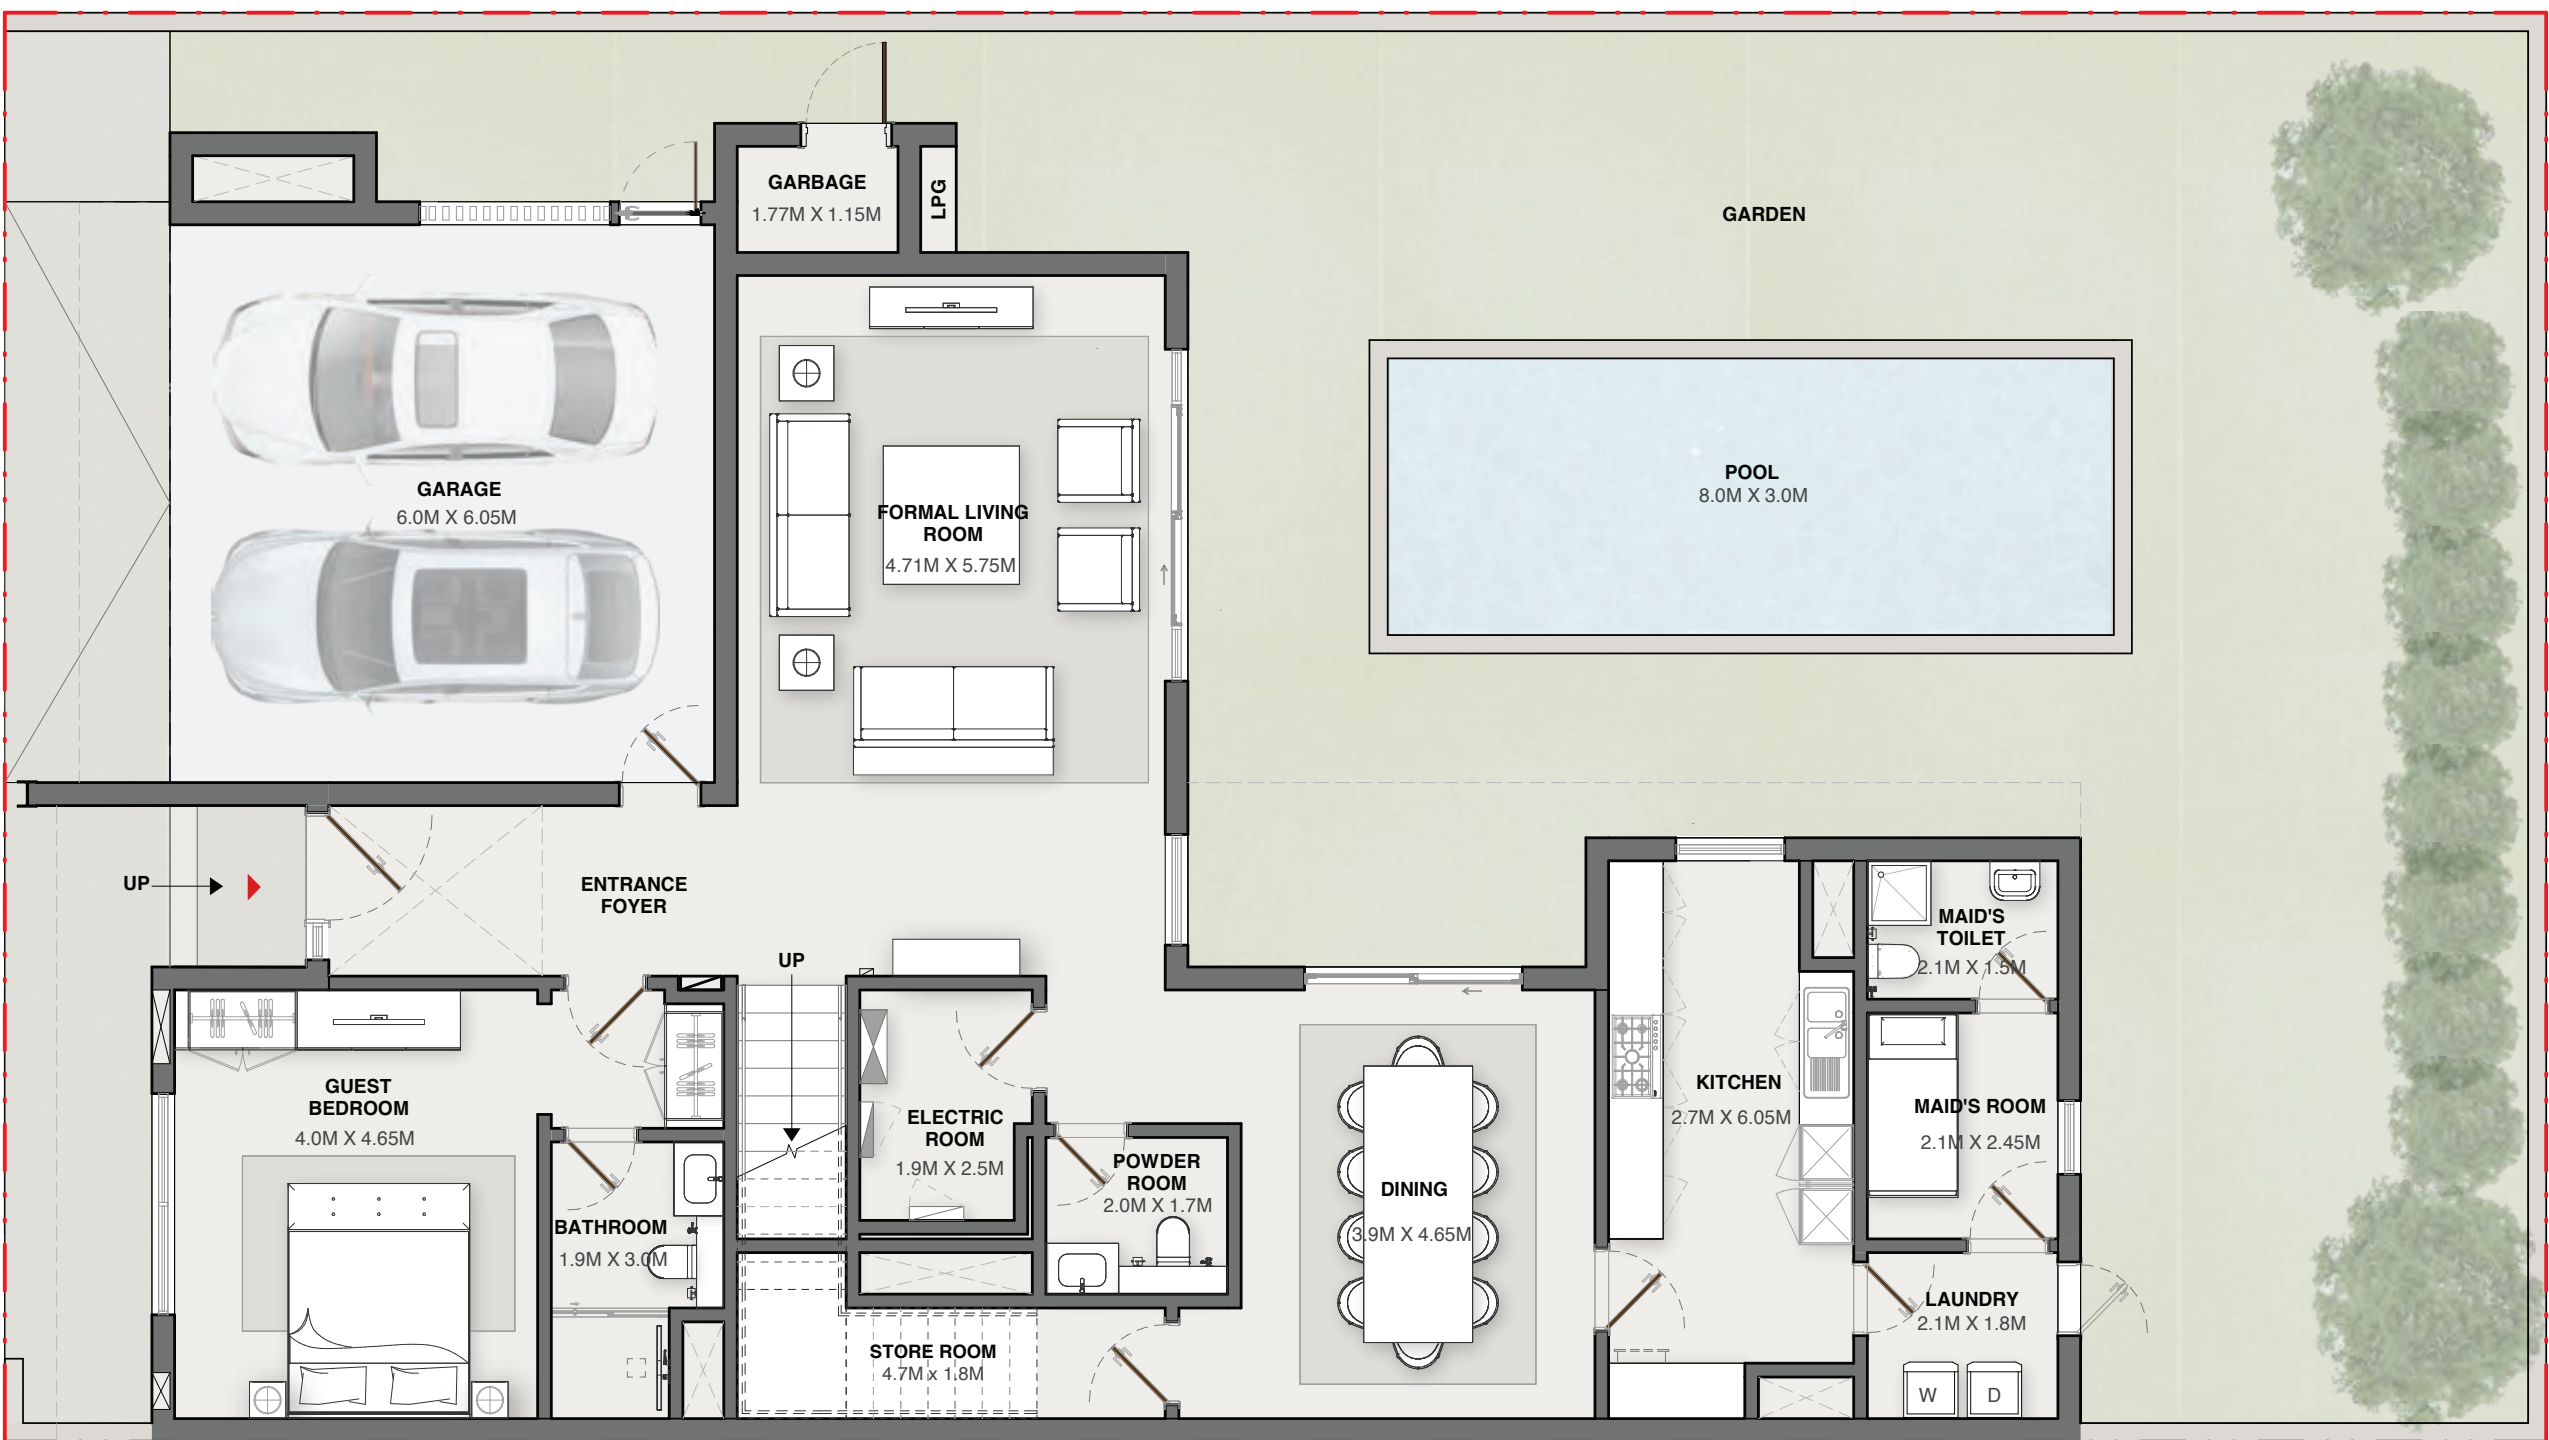 GARBAGE
1.77M X 1.15M
LPG
GARDEN
GARAGE
6.0M X 6.05M
FORMAL LIVING
ROOM
4.71M X 5.75M
POOL
8.0M X 3.0M
UP
ENTRANCE
FOYER
UP
MAID'S
TOILET
2.1M X 1.5M
GUEST
BEDROOM
4.0M X 4.65M
ELECTRIC
ROOM
1.9M X 2.5M
KITCHEN
2.7M X 6.05M
MAID'S ROOM
2.1M X 2.45M
POWDER
ROOM
2.0M X 1.7M
DINING
3.9M X 4.65M
BATHROOM
1.9M X 3.0M
LAUNDRY
2.1M X 1.8M
STORE ROOM
4.7M x 1.8M
W
D